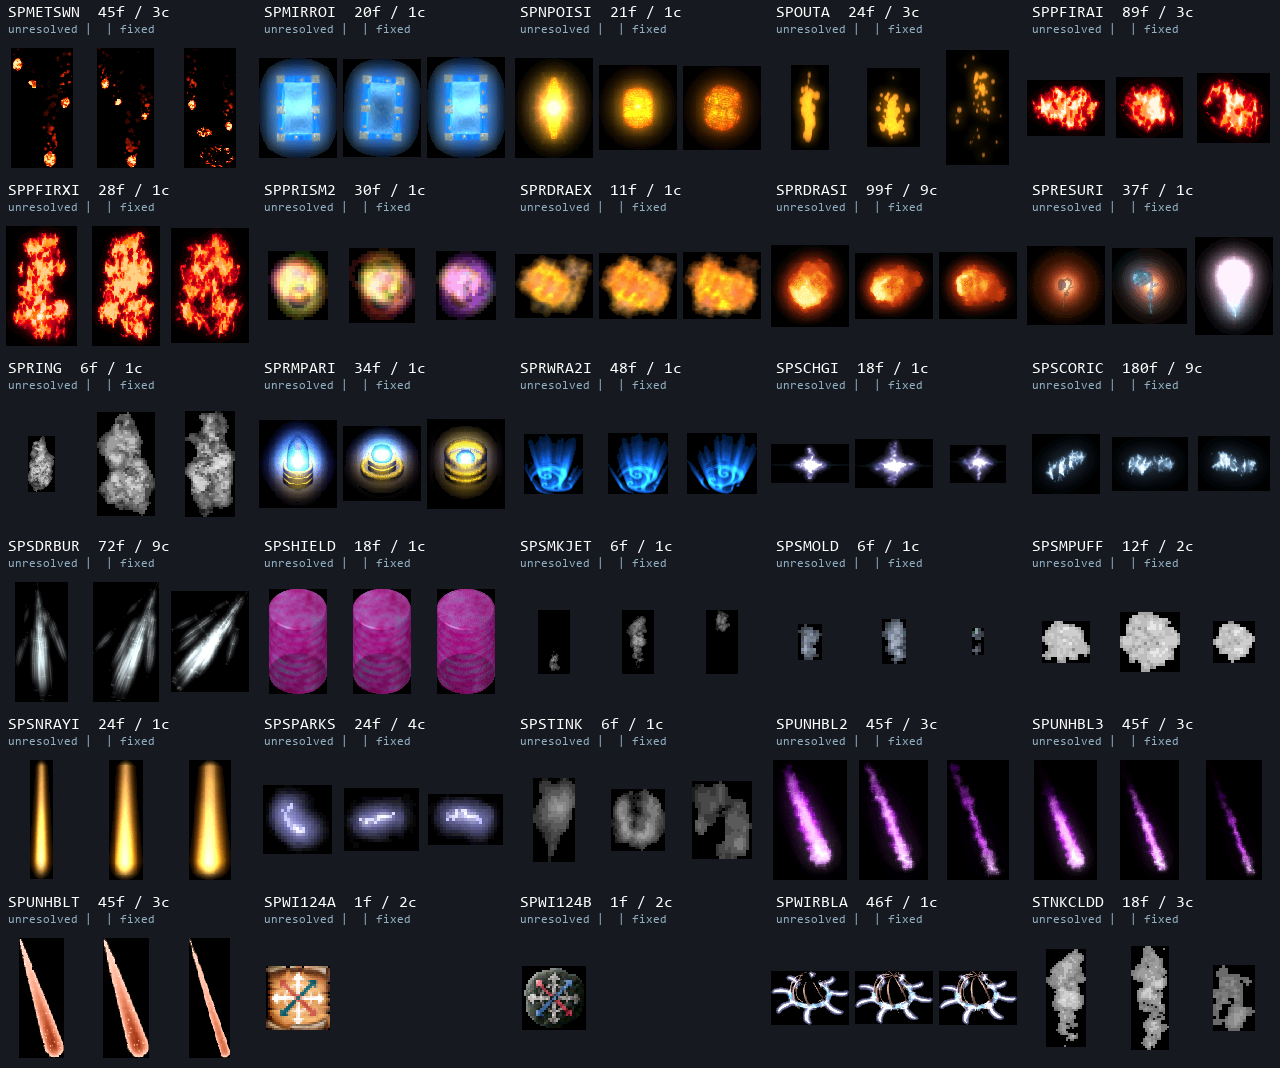 SPMETSWN 45f / 3c
unresolved | | fixed
SPMIRROI 20f / 1c
unresolved | | fixed
SPNPOISI 21f / 1c
unresolved | | fixed
SPOUTA 24f / 3c
unresolved | | fixed
SPPFIRAI 89f / 3c
unresolved | | fixed
SPPFIRXI 28f / 1c
unresolved | | fixed
SPPRISM2 30f / 1c
unresolved | | fixed
SPRDRAEX 11f / 1c
unresolved | | fixed
SPRDRASI 99f / 9c
unresolved | | fixed
SPRESURI 37f / 1c
unresolved | | fixed
SPRING 6f / 1c
unresolved | | fixed
SPRMPARI 34f / 1c
unresolved | | fixed
SPRWRA2I 48f / 1c
unresolved | | fixed
SPSCHGI 18f / 1c
unresolved | | fixed
SPSCORIC 180f / 9c
unresolved | | fixed
SPSDRBUR 72f / 9c
unresolved | | fixed
SPSHIELD 18f / 1c
unresolved | | fixed
SPSMKJET 6f / 1c
unresolved | | fixed
SPSMOLD 6f / 1c
unresolved | | fixed
SPSMPUFF 12f / 2c
unresolved | | fixed
SPSNRAYI 24f / 1c
unresolved | | fixed
SPSPARKS 24f / 4c
unresolved | | fixed
SPSTINK 6f / 1c
unresolved | | fixed
SPUNHBL2 45f / 3c
unresolved | | fixed
SPUNHBL3 45f / 3c
unresolved | | fixed
SPUNHBLT 45f / 3c
unresolved | | fixed
SPWI124A 1f / 2c
unresolved | | fixed
SPWI124B 1f / 2c
unresolved | | fixed
SPWIRBLA 46f / 1c
unresolved | | fixed
STNKCLDD 18f / 3c
unresolved | | fixed